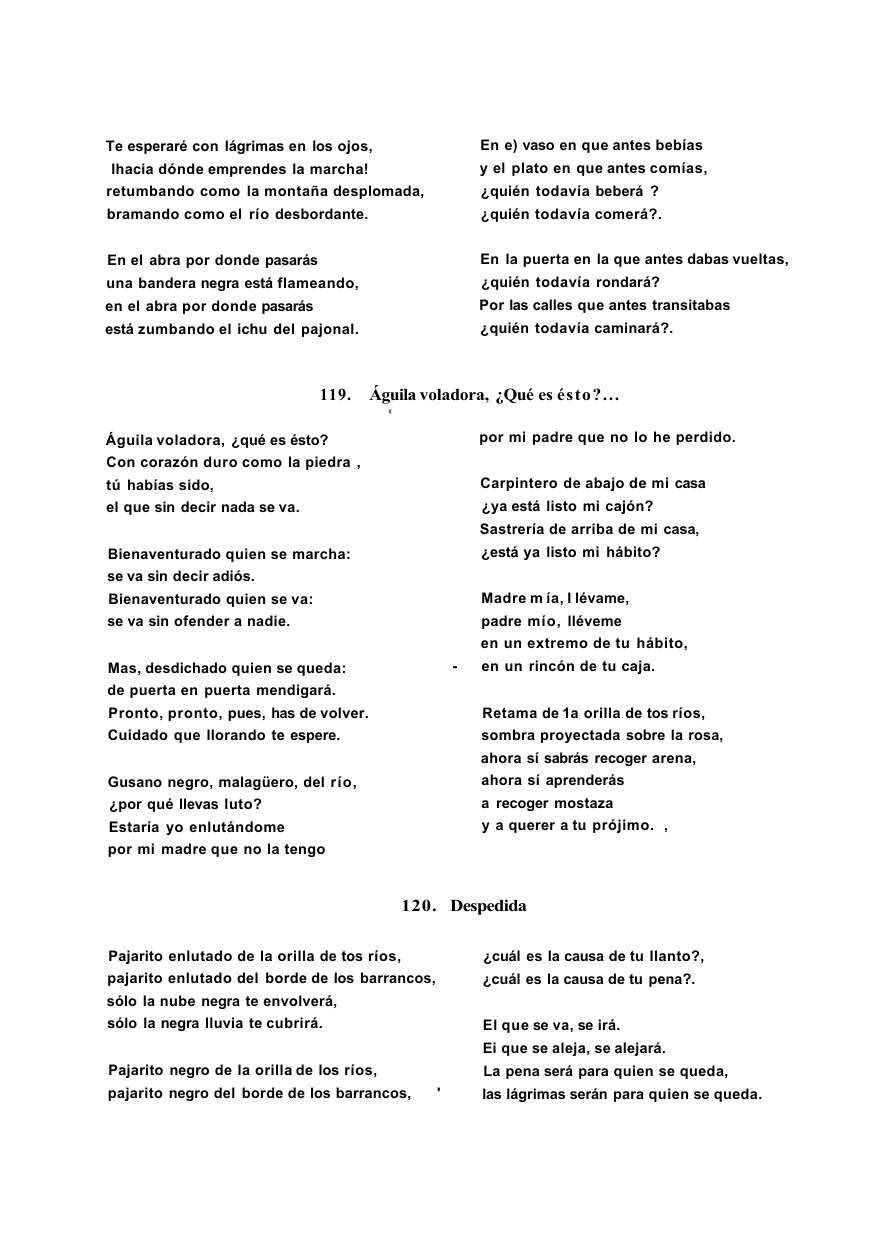 Te esperaré con lágrimas en los ojos,
Ihacia dónde emprendes la marcha!
retumbando como la montaña desplomada,
bramando como el río desbordante.
En el abra por donde pasarás
una bandera negra está flameando,
en el abra por donde pasarás
está zumbando el ichu del pajonal.
En e) vaso en que antes bebías
y el plato en que antes comías,
¿quién todavía beberá ?
¿quién todavía comerá?.
En la puerta en la que antes dabas vueltas,
¿quién todavía rondará?
Por las calles que antes transitabas
¿quién todavía caminará?.
119. Águila voladora, ¿Qué es ésto?...
Águila voladora, ¿qué es ésto?
Con corazón duro como la piedra ,
tú habías sido,
el que sin decir nada se va.
Bienaventurado quien se marcha:
se va sin decir adiós.
Bienaventurado quien se va:
se va sin ofender a nadie.
Mas, desdichado quien se queda:
de puerta en puerta mendigará.
Pronto, pronto, pues, has de volver.
Cuidado que llorando te espere.
Gusano negro, malagüero, del río,
¿por qué llevas luto?
Estaría yo enlutándome
por mi madre que no la tengo
por mi padre que no lo he perdido.
Carpintero de abajo de mi casa
¿ya está listo mi cajón?
Sastrería de arriba de mi casa,
¿está ya listo mi hábito?
Madre m ía, I lévame,
padre mío, lléveme
en un extremo de tu hábito,
- en un rincón de tu caja.
Retama de 1a orilla de tos ríos,
sombra proyectada sobre la rosa,
ahora sí sabrás recoger arena,
ahora sí aprenderás
a recoger mostaza
y a querer a tu prójimo. ,
120. Despedida
Pajarito enlutado de la orilla de tos ríos,
pajarito enlutado del borde de los barrancos,
sólo la nube negra te envolverá,
sólo la negra lluvia te cubrirá.
Pajarito negro de la orilla de los ríos,
pajarito negro del borde de los barrancos, '
¿cuál es la causa de tu llanto?,
¿cuál es la causa de tu pena?.
El que se va, se irá.
Ei que se aleja, se alejará.
La pena será para quien se queda,
las lágrimas serán para quien se queda.